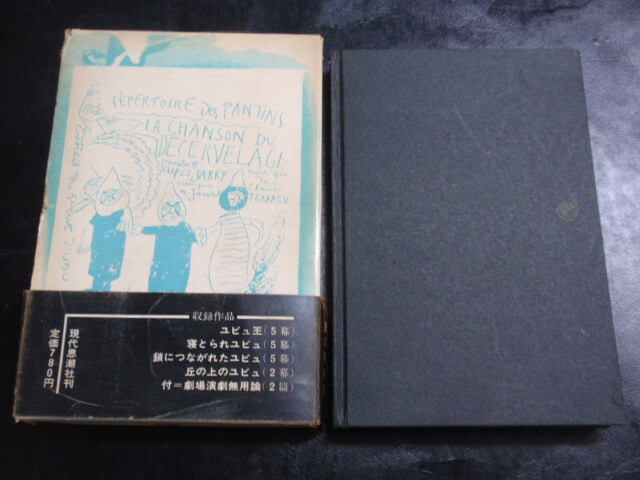 RÉPERTOIRE Des PANTINS
LA CHANSON DU
DÉCERVELAGE
JARRY
TERRASSE
収録作品
ユビュ王(5幕)
寝とられユビュ(5幕)
鎖につながれたユビュ(5幕)
丘の上のユビュ(2幕)
付=劇場演劇無用論(2篇)
現代思潮社刊
定価780円